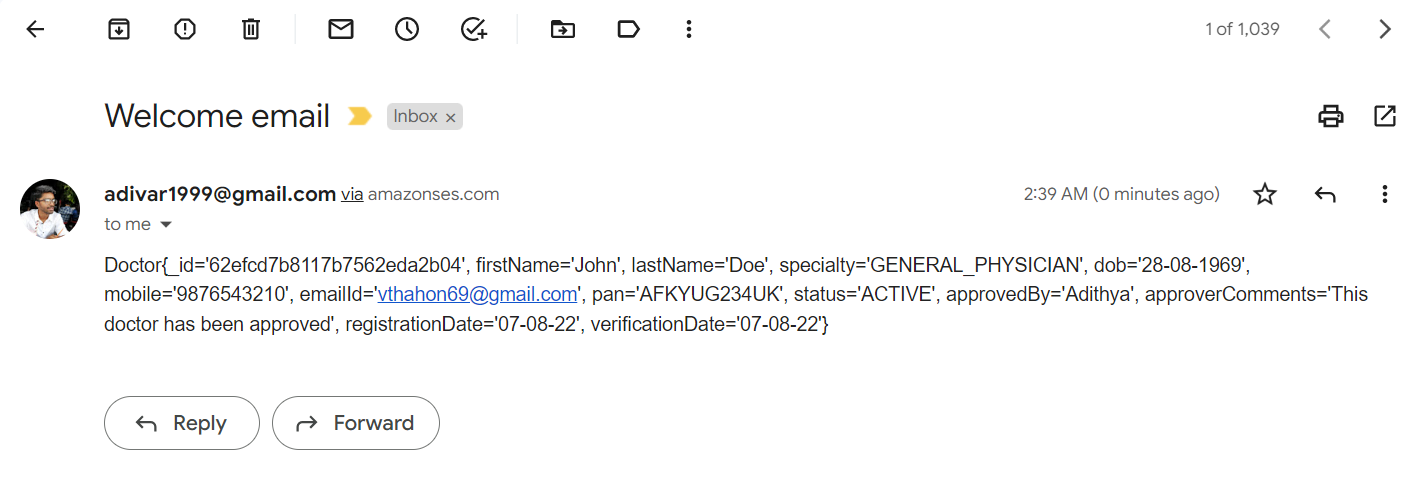 1 of 1,039
Welcome email Inbox ×
adivar1999@gmail.com via amazonses.com 2:39 AM (0 minutes ago)
to me
Doctor{_id='62efcd7b8117b7562eda2b04', firstName='John', lastName='Doe', specialty='GENERAL_PHYSICIAN', dob='28-08-1969',
mobile='9876543210', emailId='vthahon69@gmail.com', pan='AFKYUG234UK', status='ACTIVE', approvedBy='Adithya', approverComments='This
doctor has been approved', registrationDate='07-08-22', verificationDate='07-08-22'}
Reply Forward